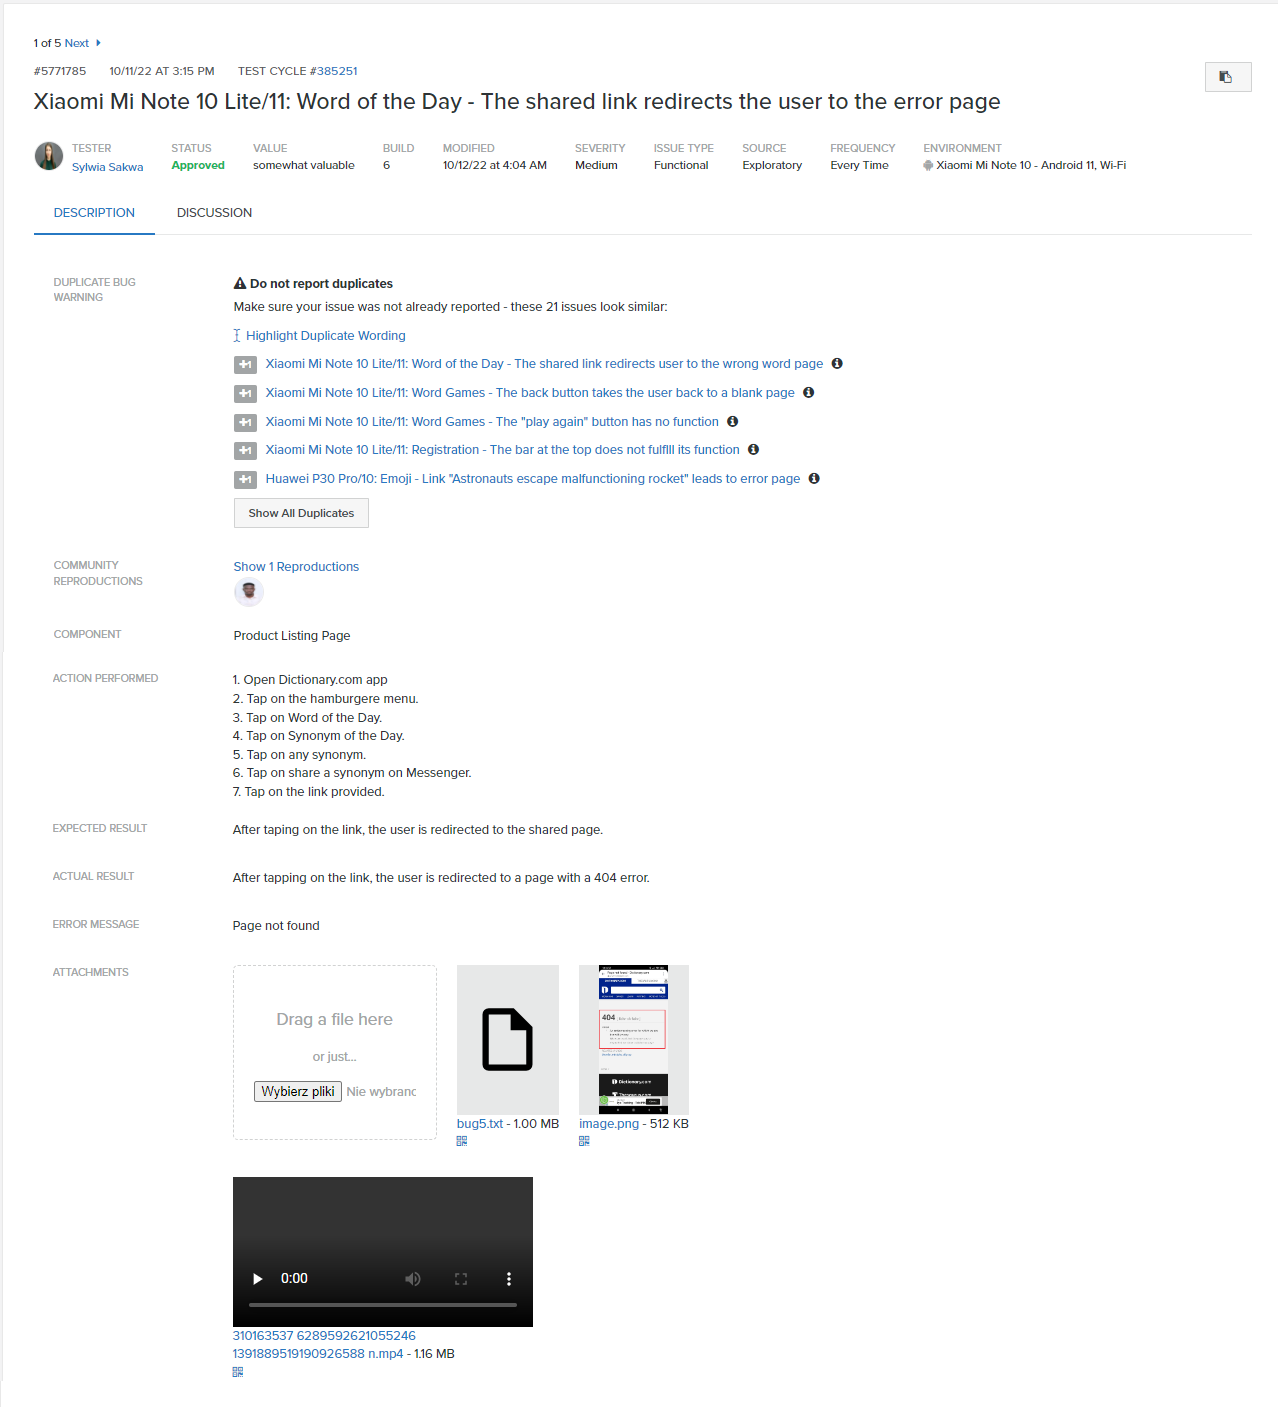 1 of 5 Next
#5771785 10/11/22 AT 3:15 PM TEST CYCLE #385251
Xiaomi Mi Note 10 Lite/11: Word of the Day - The shared link redirects the user to the error page
TESTER STATUS VALUE BUILD MODIFIED SEVERITY ISSUE TYPE SOURCE FREQUENCY ENVIRONMENT
Sylwia Sakwa Approved somewhat valuable 6 10/12/22 at 4:04 AM Medium Functional Exploratory Every Time Xiaomi Mi Note 10 - Android 11, Wi-Fi
DESCRIPTION DISCUSSION
DUPLICATE BUG
WARNING
Do not report duplicates
Make sure your issue was not already reported - these 21 issues look similar:
Highlight Duplicate Wording
+1 Xiaomi Mi Note 10 Lite/11: Word of the Day - The shared link redirects user to the wrong word page
+1 Xiaomi Mi Note 10 Lite/11: Word Games - The back button takes the user back to a blank page
+1 Xiaomi Mi Note 10 Lite/11: Word Games - The "play again" button has no function
+1 Xiaomi Mi Note 10 Lite/11: Registration - The bar at the top does not fulfill its function
+1 Huawei P30 Pro/10: Emoji - Link "Astronauts escape malfunctioning rocket" leads to error page
Show All Duplicates
COMMUNITY
REPRODUCTIONS
Show 1 Reproductions
COMPONENT
Product Listing Page
ACTION PERFORMED
1. Open Dictionary.com app
2. Tap on the hamburgere menu.
3. Tap on Word of the Day.
4. Tap on Synonym of the Day.
5. Tap on any synonym.
6. Tap on share a synonym on Messenger.
7. Tap on the link provided.
EXPECTED RESULT
After taping on the link, the user is redirected to the shared page.
ACTUAL RESULT
After tapping on the link, the user is redirected to a page with a 404 error.
ERROR MESSAGE
Page not found
ATTACHMENTS
Drag a file here
or just...
Wybierz pliki Nie wybranc
404
Dictionary.com
bug5.txt - 1.00 MB
image.png - 512 KB
0:00
310163537 6289592621055246
1391889519190926588 n.mp4 - 1.16 MB